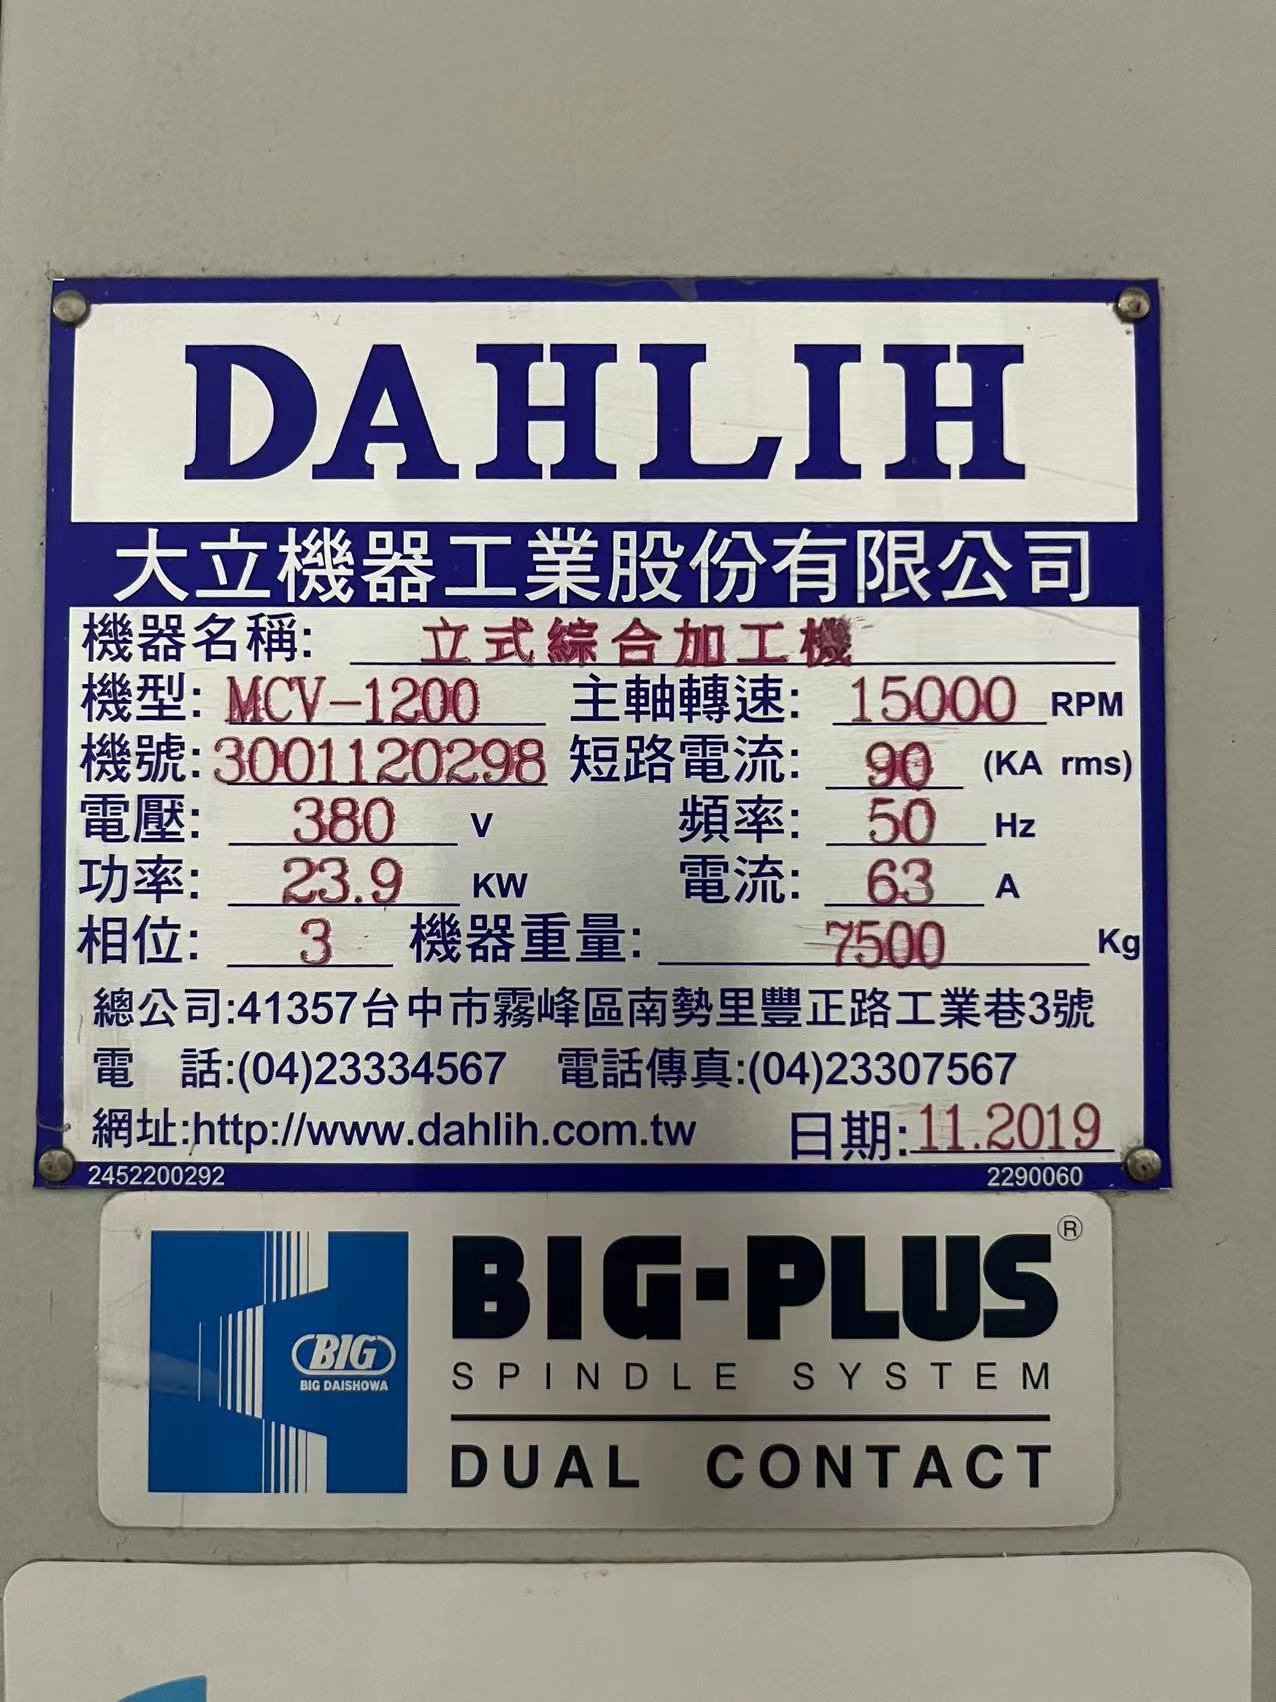 DAHLIH
大立機器工業股份有限公司
機器名稱: 立式綜合加工機
機型: MCV-1200 主軸轉速: 15000 RPM
機號: 3001120298 短路電流: 90 (KA rms)
電壓: 380 V 頻率: 50 Hz
功率: 23.9 KW 電流: 63 A
相位: 3 機器重量: 7500 Kg
總公司:41357台中市霧峰區南勢里豐正路工業巷3號
電 話:(04)23334567 電話傳真:(04)23307567
網址:http://www.dahlih.com.tw 日期:11.2019
2452200292 2290060
BIG-PLUS®
BIG
BIG DAISHOWA
SPINDLE SYSTEM
DUAL CONTACT